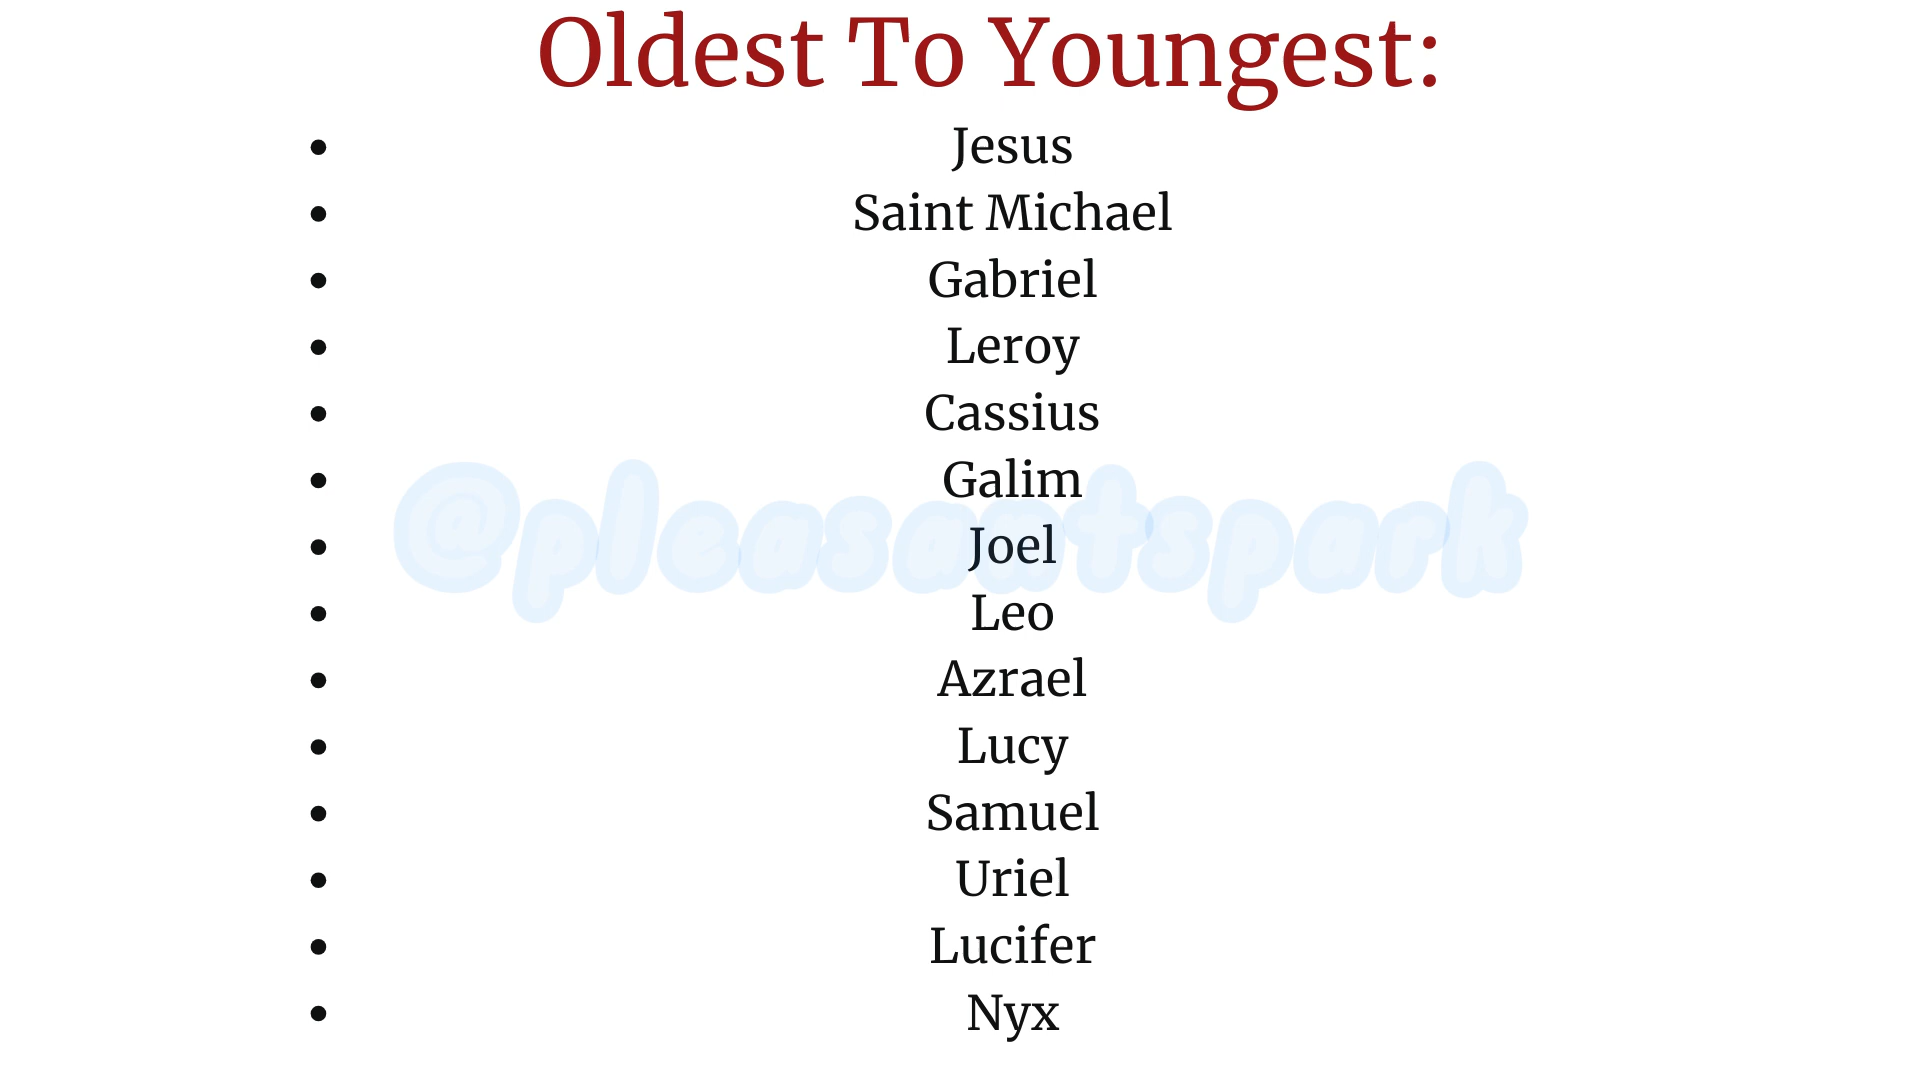 Oldest To Youngest:
• Jesus
• Saint Michael
• Gabriel
• Leroy
• Cassius
• Galim
• Joel
• Leo
• Azrael
• Lucy
• Samuel
• Uriel
• Lucifer
• Nyx
@pleasantspark